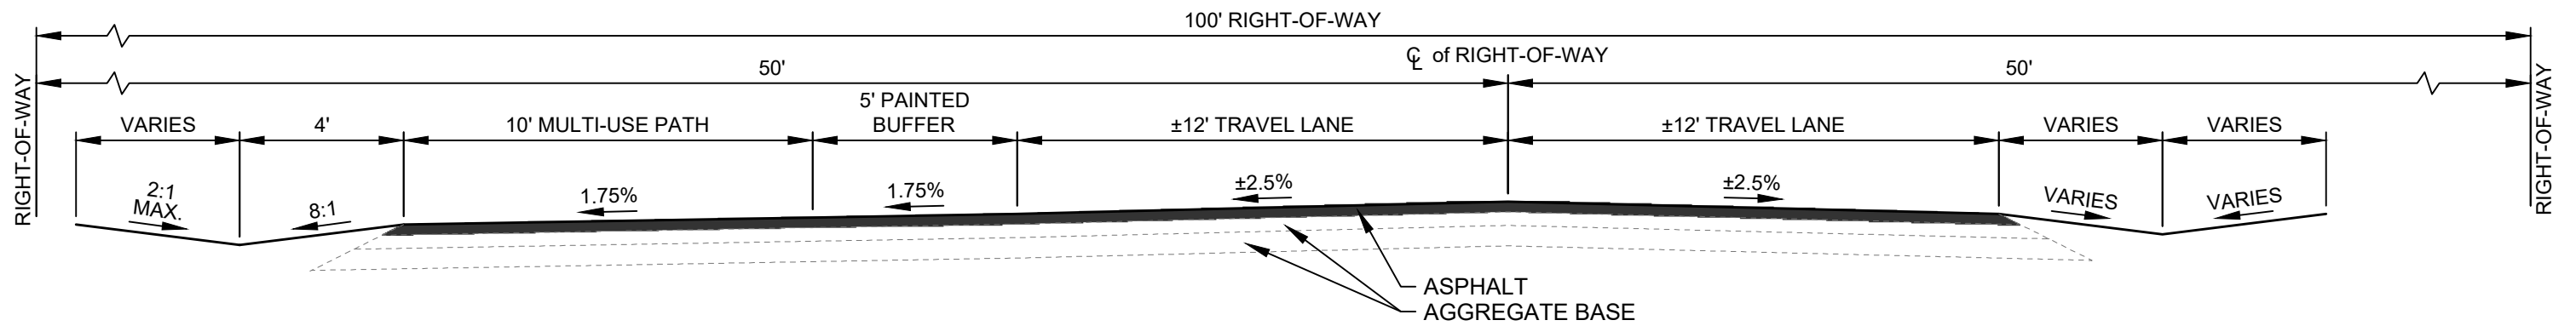 100' RIGHT-OF-WAY
℄ of RIGHT-OF-WAY
50'
50'
RIGHT-OF-WAY
VARIES
4'
10' MULTI-USE PATH
5' PAINTED
BUFFER
±12' TRAVEL LANE
±12' TRAVEL LANE
VARIES
VARIES
RIGHT-OF-WAY
2:1
MAX.
8:1
1.75%
1.75%
±2.5%
±2.5%
VARIES
VARIES
ASPHALT
AGGREGATE BASE